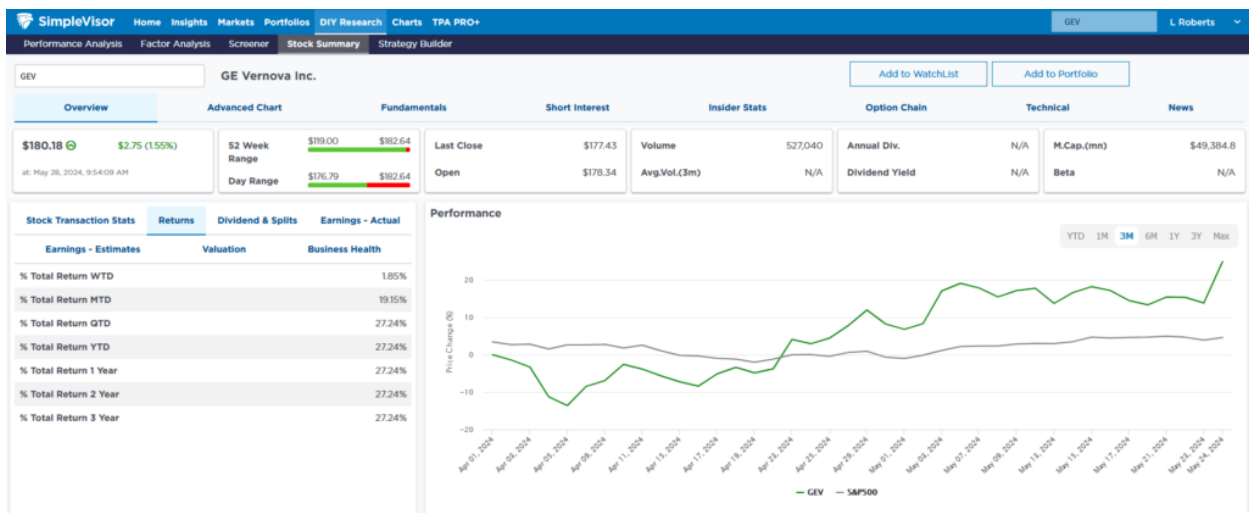 SimpleVisor Home Insights Markets Portfolios DIY Research Charts TPA PRO+ GEV L Roberts
Performance Analysis Factor Analysis Screener Stock Summary Strategy Builder
GEV GE Vernova Inc. Add to WatchList Add to Portfolio
Overview Advanced Chart Fundamentals Short Interest Insider Stats Option Chain Technical News
$180.18 $2.75 (1.55%)
at: May 28, 2024, 9:54:09 AM
52 Week Range $119.00 $182.64
Day Range $176.79 $182.64
Last Close $177.43
Open $178.34
Volume 527,040
Avg.Vol.(3m) N/A
Annual Div. N/A
Dividend Yield N/A
M.Cap.(mn) $49,384.8
Beta N/A
Stock Transaction Stats Returns Dividend & Splits Earnings - Actual
Earnings - Estimates Valuation Business Health
% Total Return WTD 1.85%
% Total Return MTD 19.15%
% Total Return QTD 27.24%
% Total Return YTD 27.24%
% Total Return 1 Year 27.24%
% Total Return 2 Year 27.24%
% Total Return 3 Year 27.24%
Performance
YTD 1M 3M 6M 1Y 3Y Max
Price Change (%)
20
10
0
-10
-20
Apr 01, 2024 Apr 03, 2024 Apr 05, 2024 Apr 09, 2024 Apr 11, 2024 Apr 15, 2024 Apr 17, 2024 Apr 19, 2024 Apr 23, 2024 Apr 25, 2024 Apr 29, 2024 May 01, 2024 May 03, 2024 May 07, 2024 May 09, 2024 May 13, 2024 May 15, 2024 May 17, 2024 May 21, 2024 May 23, 2024 May 24, 2024
GEV S&P500